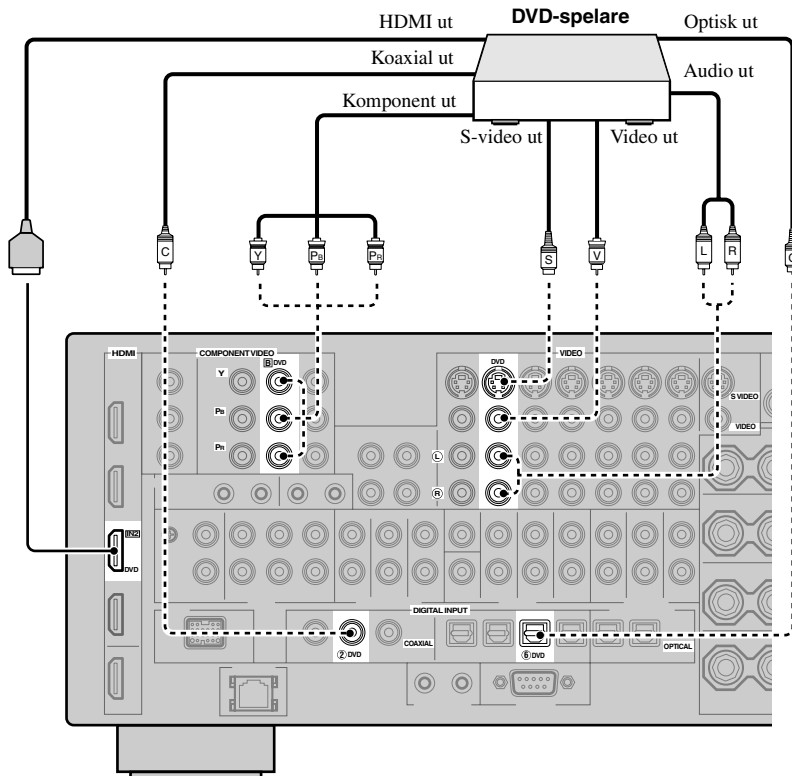 HDMI ut
DVD-spelare
Optisk ut
Koaxial ut
Audio ut
Komponent ut
S-video ut
Video ut
C
Y
PB
PR
S
V
L
R
O
HDMI
COMPONENT VIDEO
B DVD
Y
PB
PR
DVD
VIDEO
S VIDEO
VIDEO
L
R
IN2
DVD
DIGITAL INPUT
COAXIAL
② DVD
⑥ DVD
OPTICAL